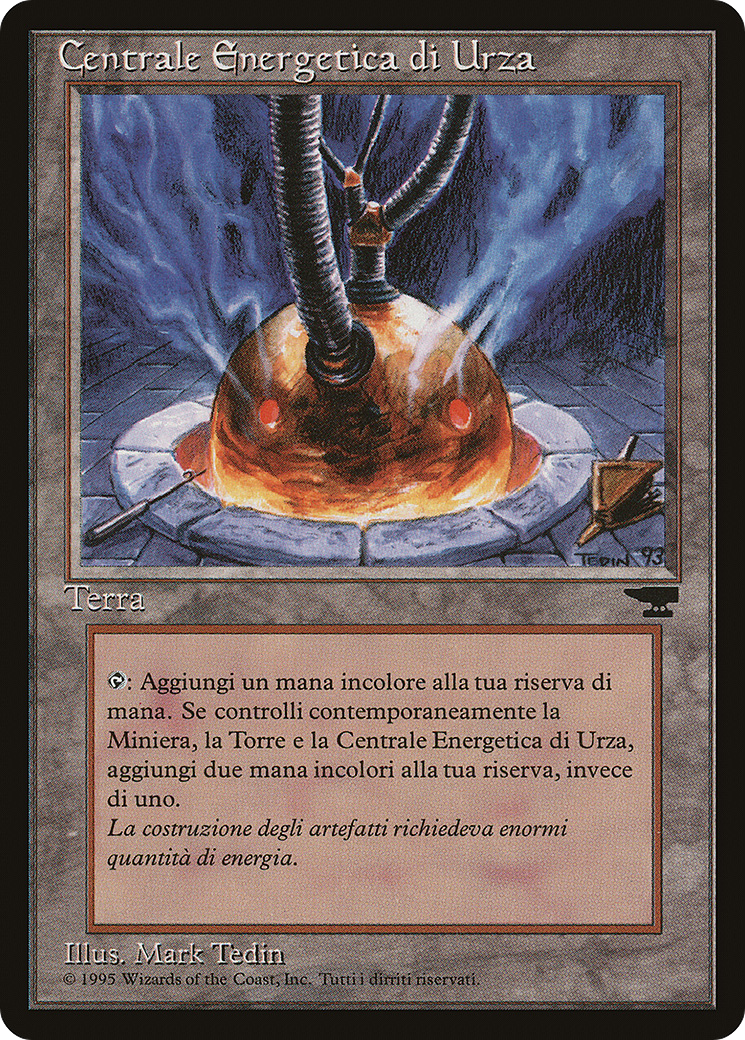 Centrale Energetica di Urza
TEDIN 93
Terra
: Aggiungi un mana incolore alla tua riserva di
mana. Se controlli contemporaneamente la
Miniera, la Torre e la Centrale Energetica di Urza,
aggiungi due mana incolori alla tua riserva, invece
di uno.
La costruzione degli artefatti richiedeva enormi
quantità di energia.
Illus. Mark Tedin
© 1995 Wizards of the Coast, Inc. Tutti i dirriti riservati.